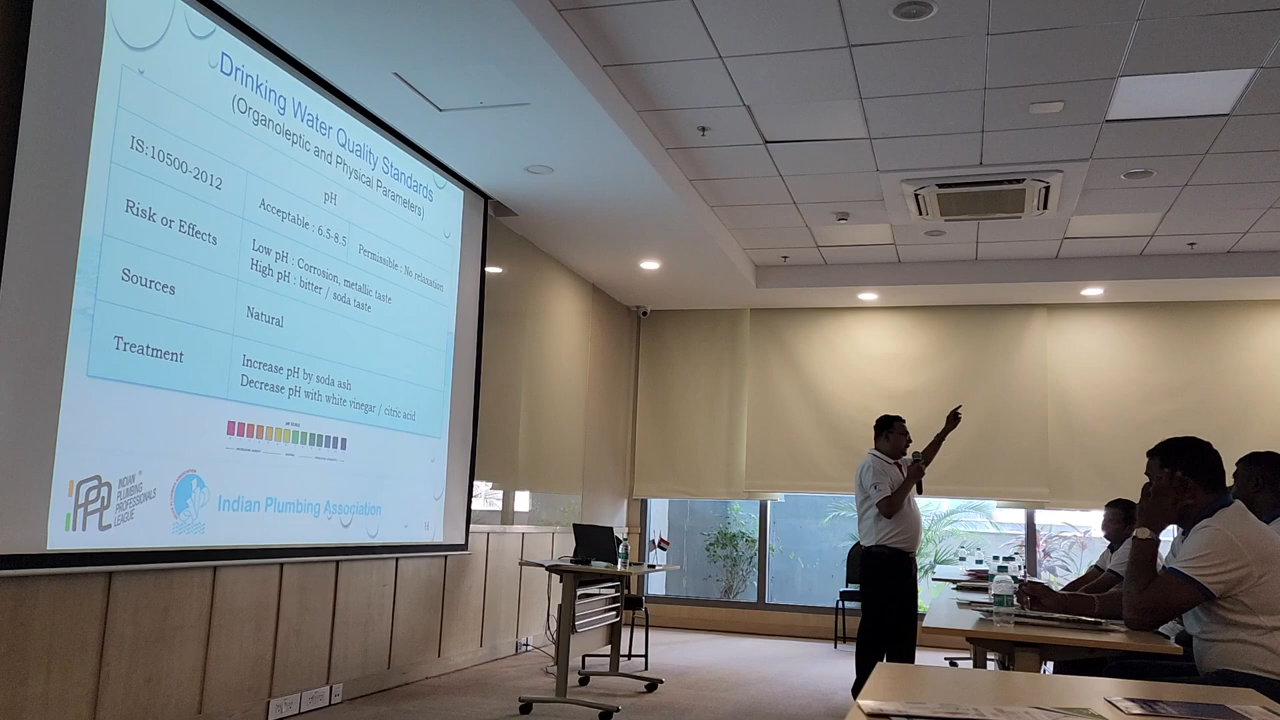 Drinking Water Quality Standards
(Organoleptic and Physical Parameters)
pH
IS:10500-2012
Acceptable : 6.5-8.5
Permissible : No relaxation
Risk or Effects
Low pH : Corrosion, metallic taste
High pH : bitter / soda taste
Sources
Natural
Treatment
Increase pH by soda ash
Decrease pH with white vinegar / citric acid
pH SCALE
INDIAN
PLUMBING
PROFESSIONALS
LEAGUE
Indian Plumbing Association